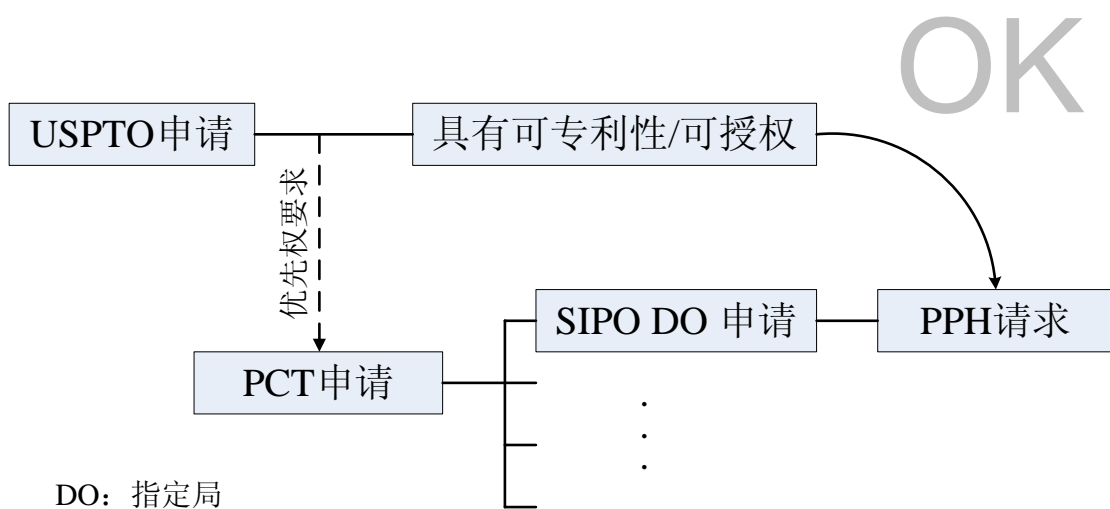 OK
USPTO申请
具有可专利性/可授权
优先权要求
SIPO DO 申请
PPH请求
PCT申请
DO：指定局